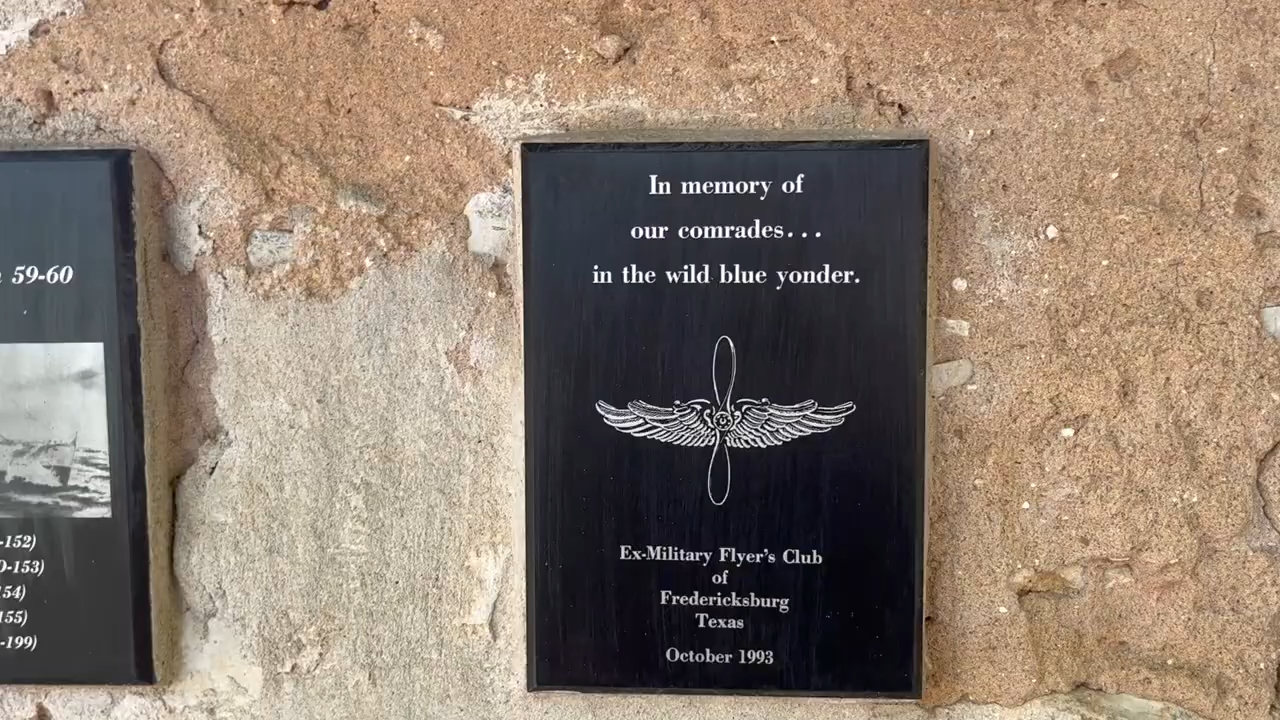 59-60
-152)
-153)
154)
155)
-199)
In memory of
our comrades...
in the wild blue yonder.
Ex-Military Flyer's Club
of
Fredericksburg
Texas
October 1993